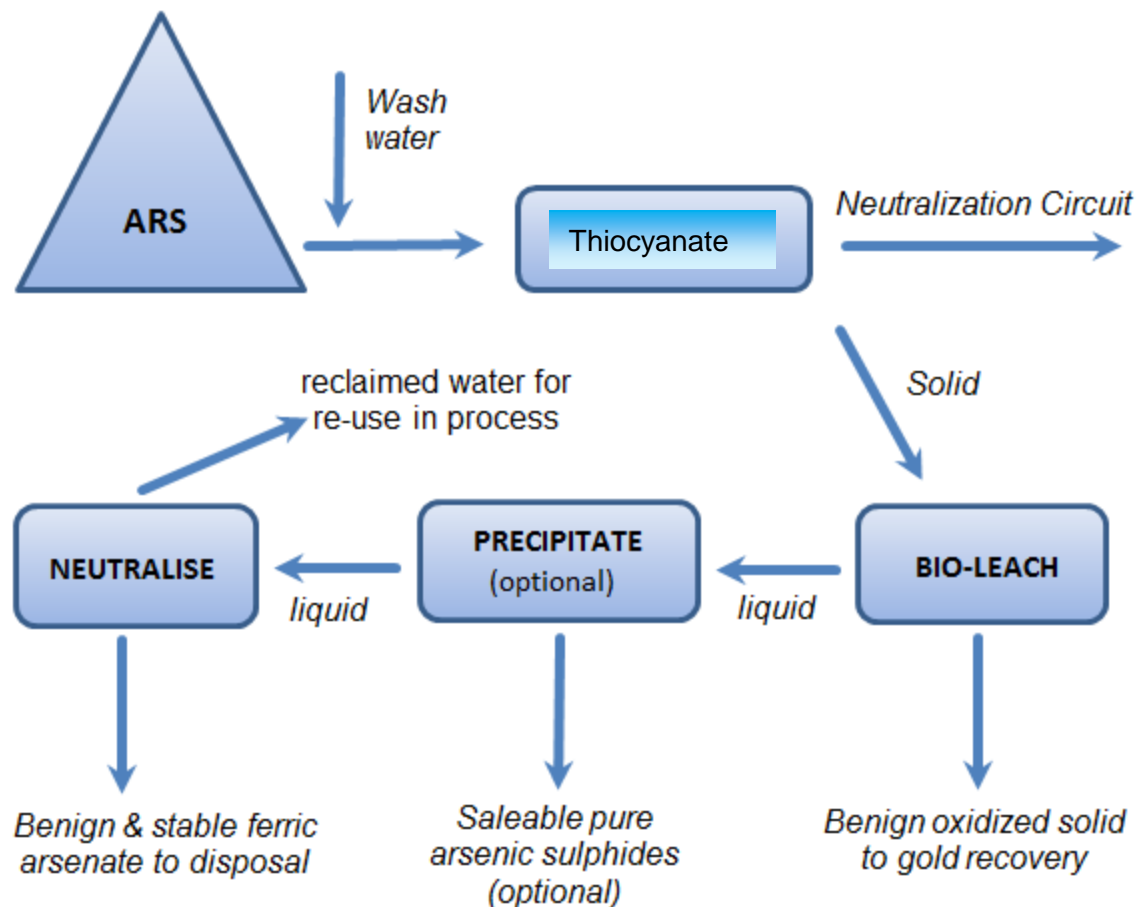 Wash
water
ARS
Thiocyanate
Neutralization Circuit
Solid
reclaimed water for
re-use in process
NEUTRALISE
liquid
PRECIPITATE
(optional)
liquid
BIO-LEACH
Benign & stable ferric
arsenate to disposal
Saleable pure
arsenic sulphides
(optional)
Benign oxidized solid
to gold recovery